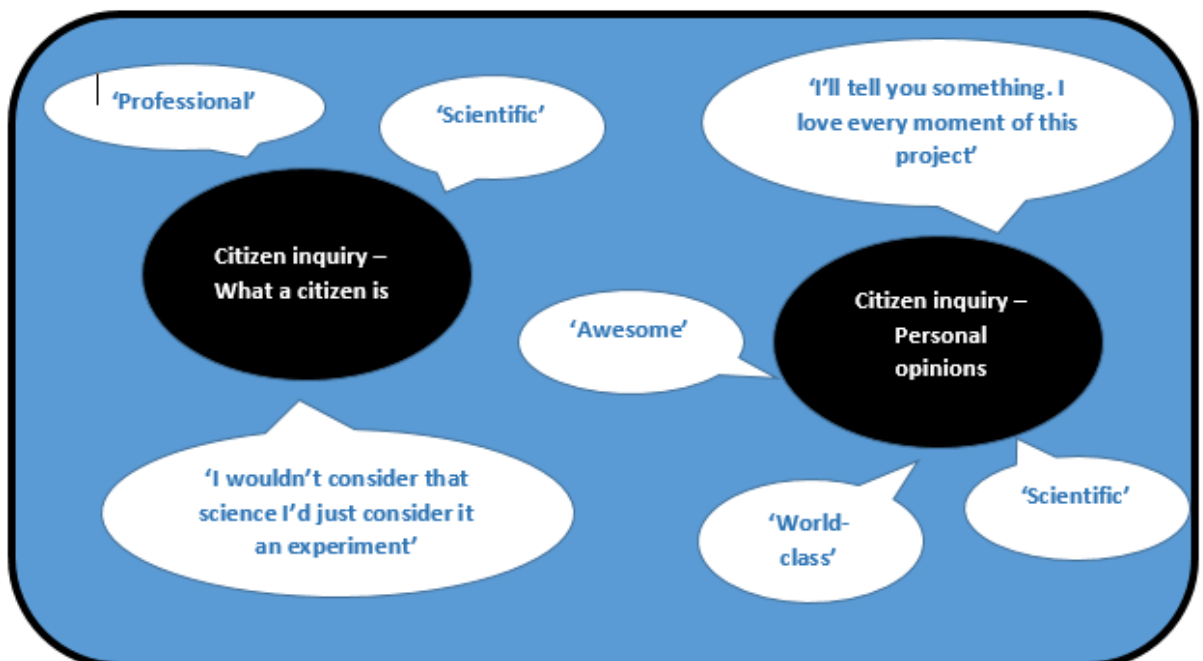 ‘Professional’
‘Scientific’
Citizen inquiry –
What a citizen is
‘I wouldn’t consider that
science I’d just consider it
an experiment’
‘I’ll tell you something. I
love every moment of this
project’
‘Awesome’
Citizen inquiry –
Personal
opinions
‘World-
class’
‘Scientific’